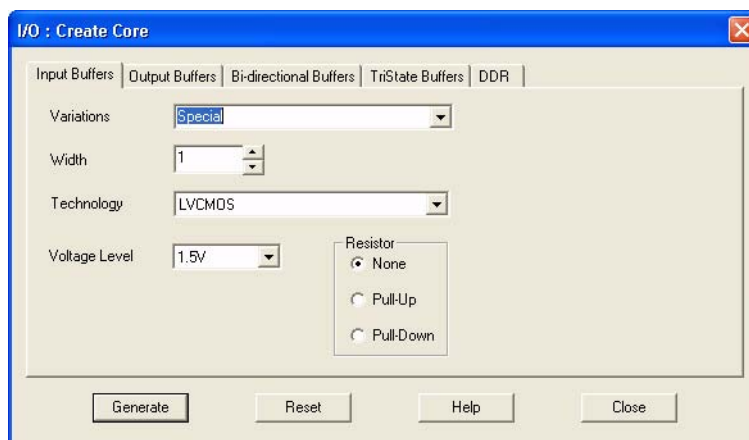 I/O : Create Core
Input Buffers Output Buffers Bi-directional Buffers TriState Buffers DDR
Variations Special
Width 1
Technology LVCMOS
Voltage Level 1.5V
Resistor
None
Pull-Up
Pull-Down
Generate Reset Help Close